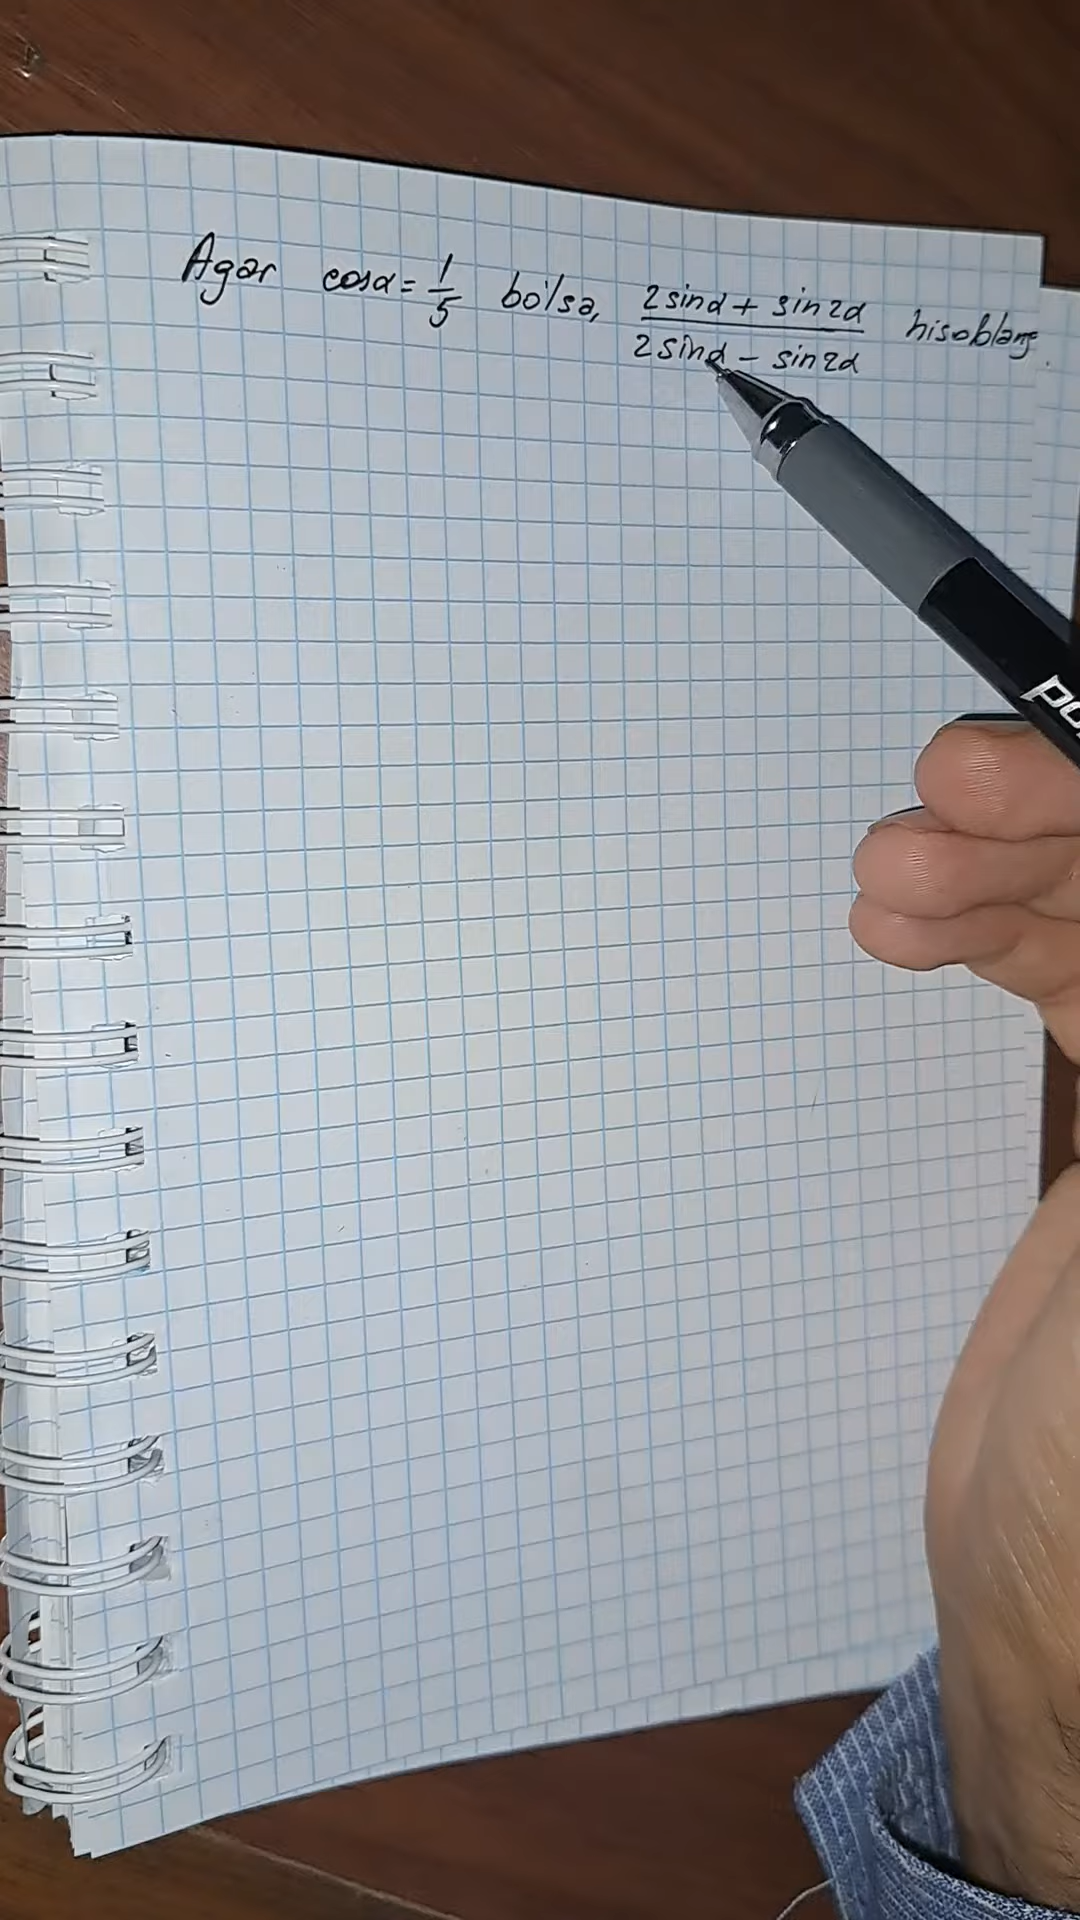 Agar cosα = 1/5 bo'lsa, (2sinα + sin2α)/(2sinα - sin2α) hisoblang.